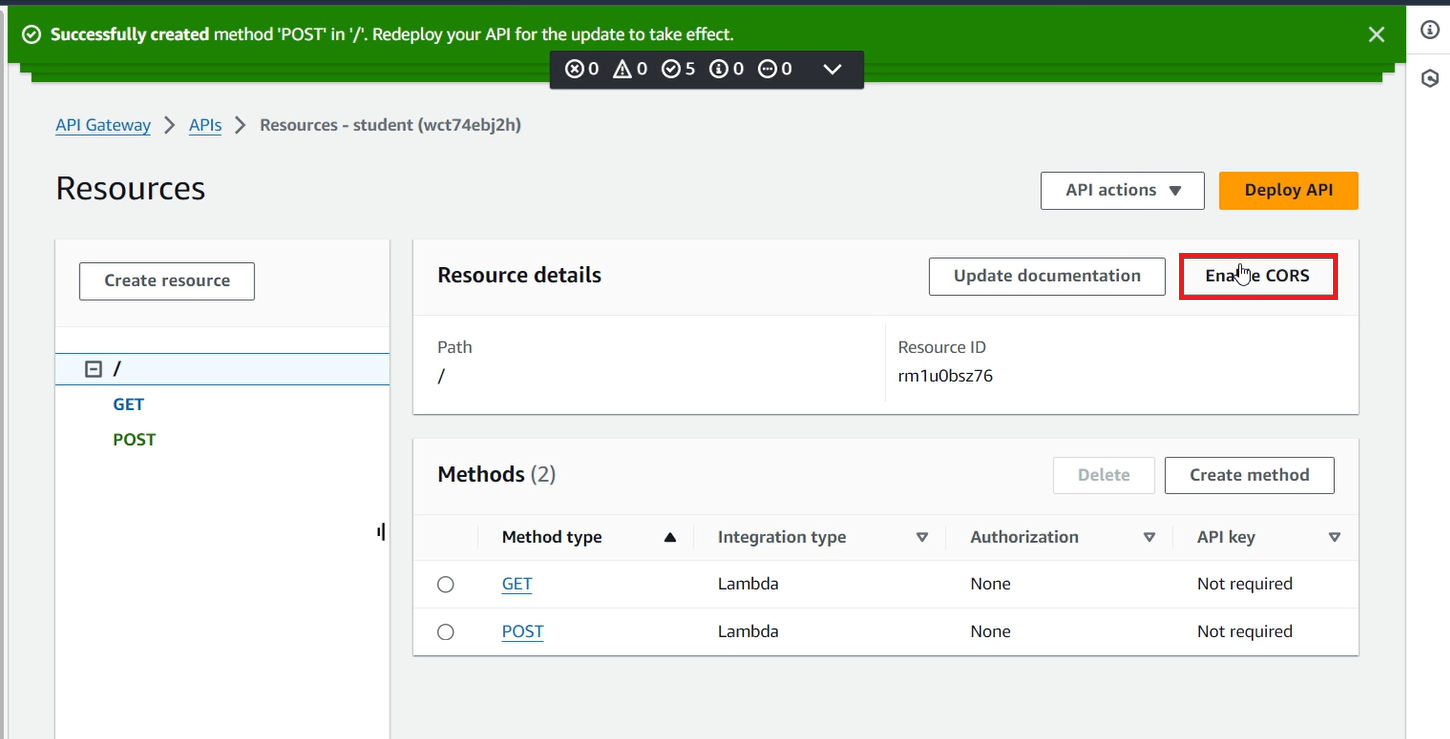 Successfully created method 'POST' in '/'. Redeploy your API for the update to take effect.
0 0 5 0 0
API Gateway APIs Resources - student (wct74ebj2h)
Resources
API actions
Deploy API
Create resource
/
GET
POST
Resource details
Update documentation
Enable CORS
Path
/
Resource ID
rm1u0bsz76
Methods (2)
Delete
Create method
Method type Integration type Authorization API key
GET Lambda None Not required
POST Lambda None Not required